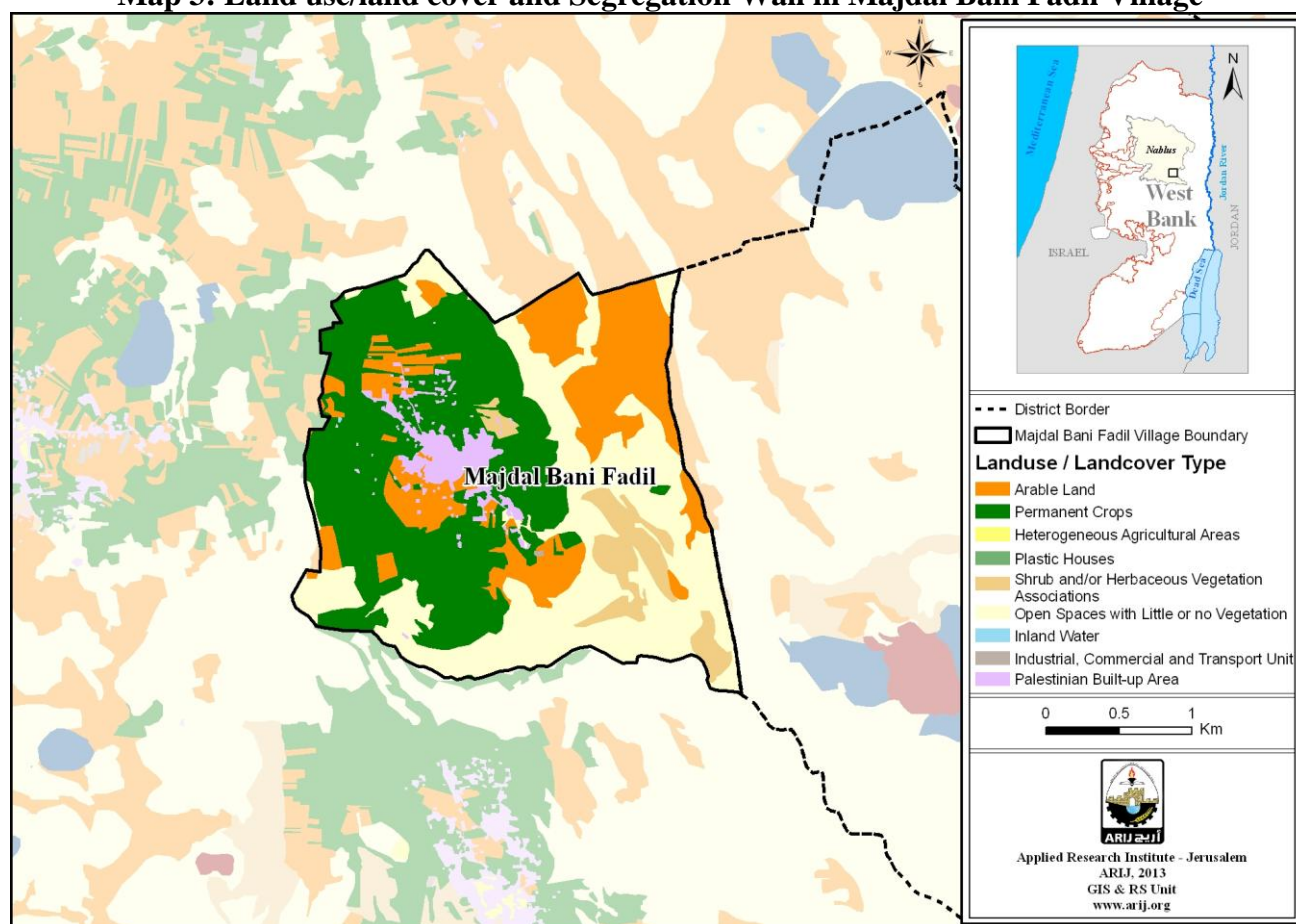 Map 3: Land use/land cover and Segregation Wall in Majdal Bani Fadil Village
N
W
E
S
Majdal Bani Fadil
N
Mediterranean Sea
Nablus
West
Bank
Jordan River
JORDAN
ISRAEL
Dead Sea
District Border
Majdal Bani Fadil Village Boundary
Landuse / Landcover Type
Arable Land
Permanent Crops
Heterogeneous Agricultural Areas
Plastic Houses
Shrub and/or Herbaceous Vegetation
Associations
Open Spaces with Little or no Vegetation
Inland Water
Industrial, Commercial and Transport Unit
Palestinian Built-up Area
0 0.5 1
Km
ARIJ أريج
Applied Research Institute - Jerusalem
ARIJ, 2013
GIS & RS Unit
www.arij.org